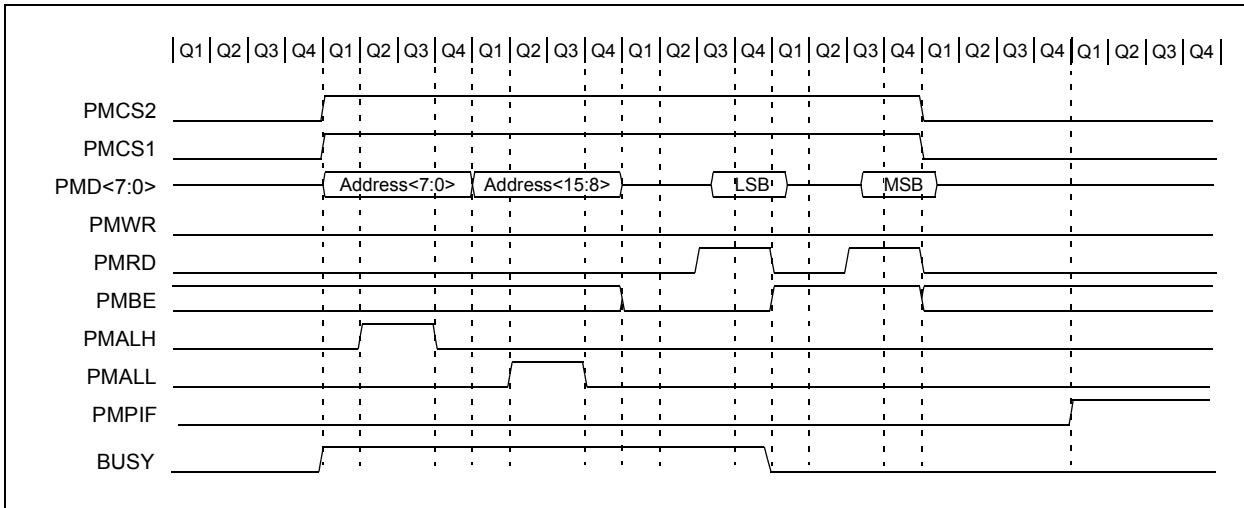 Q1 Q2 Q3 Q4 Q1 Q2 Q3 Q4 Q1 Q2 Q3 Q4 Q1 Q2 Q3 Q4 Q1 Q2 Q3 Q4 Q1 Q2 Q3 Q4 Q1 Q2 Q3 Q4
PMCS2
PMCS1
PMD<7:0> Address<7:0> Address<15:8> LSB MSB
PMWR
PMRD
PMBE
PMALH
PMALL
PMPIF
BUSY